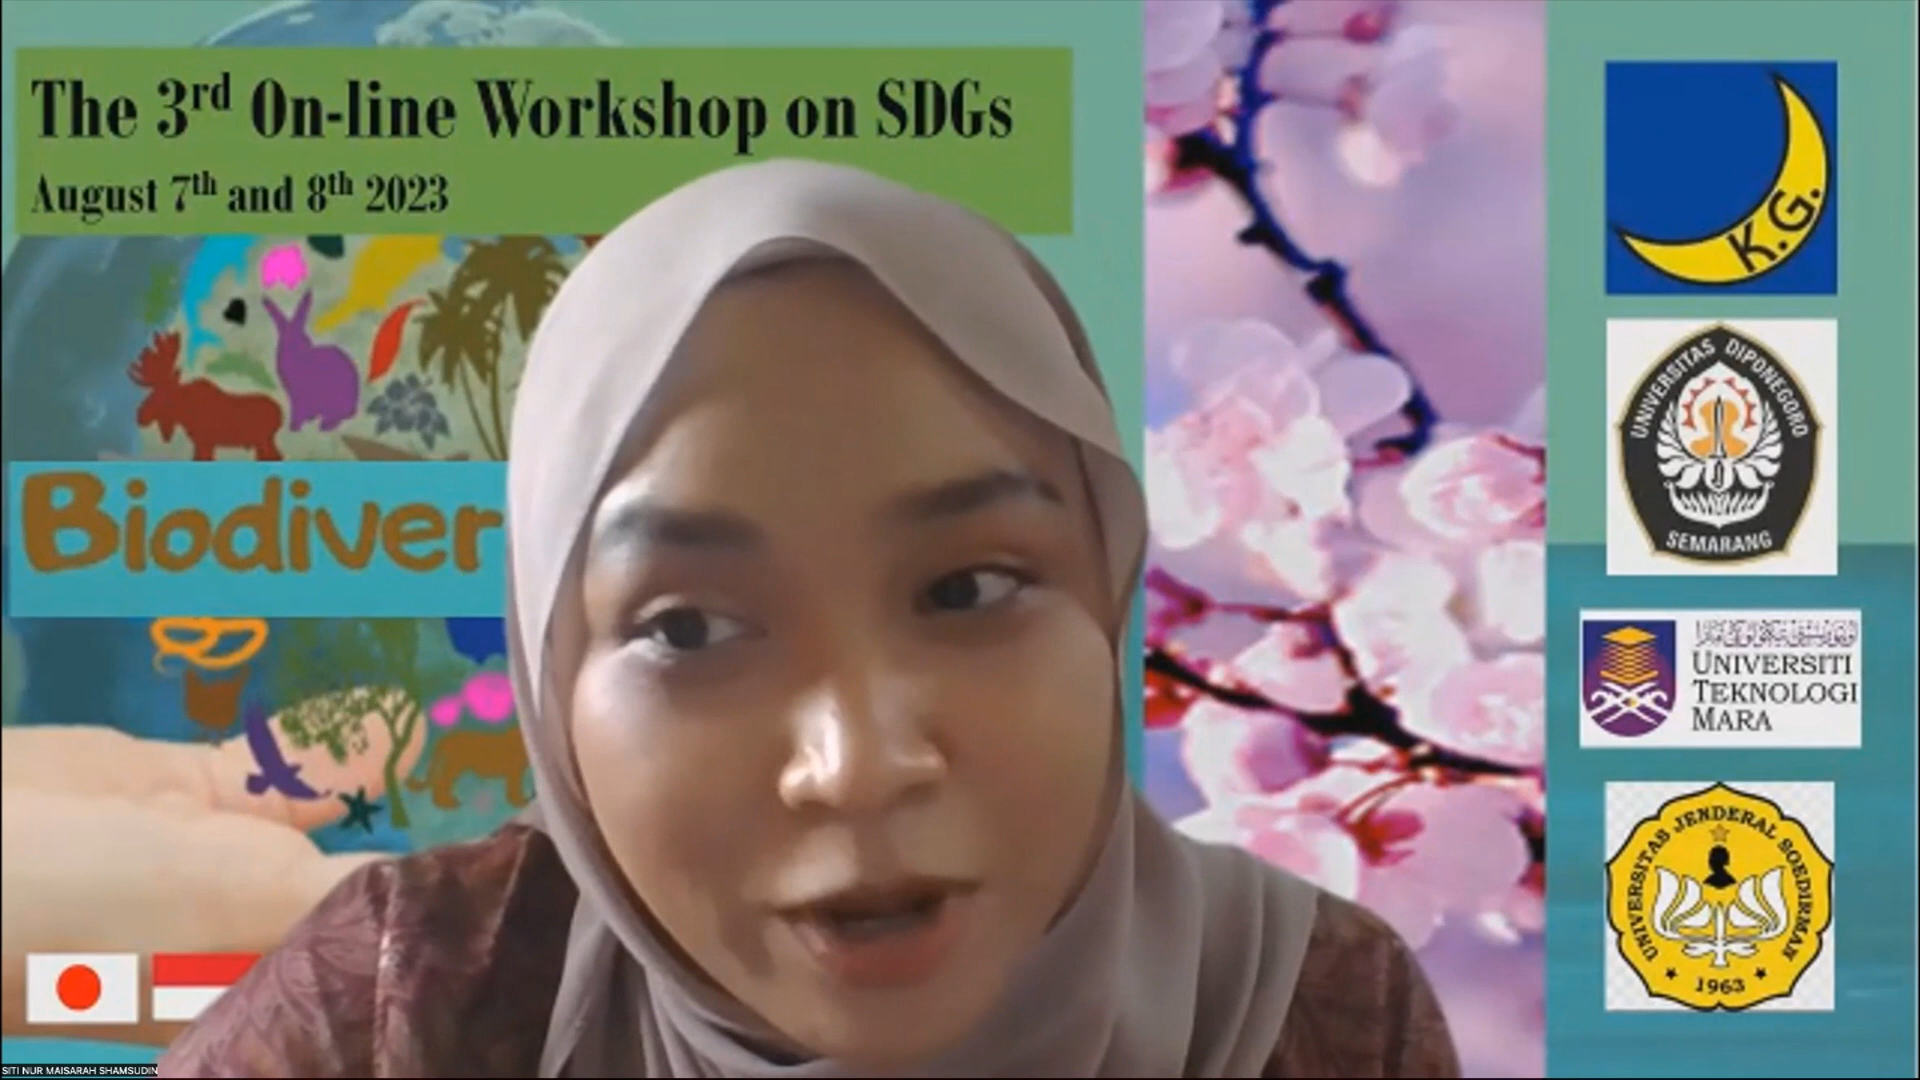 The 3rd On-line Workshop on SDGs
August 7th and 8th 2023
Biodiver
K.G.
UNIVERSITAS DIPONEGORO
SEMARANG
UNIVERSITI
TEKNOLOGI
MARA
UNIVERSITAS JENDERAL SOEDIRMAN
1963
SITI NUR MAISARAH SHAMSUDIN